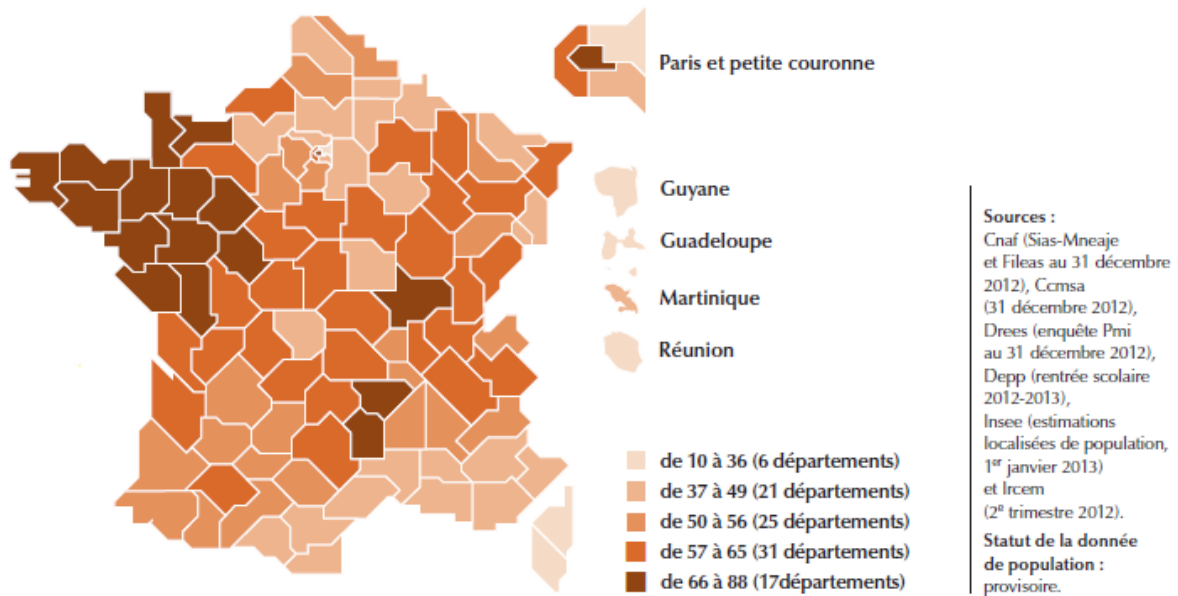 Paris et petite couronne
Guyane
Guadeloupe
Martinique
Réunion
de 10 à 36 (6 départements)
de 37 à 49 (21 départements)
de 50 à 56 (25 départements)
de 57 à 65 (31 départements)
de 66 à 88 (17départements)
Sources :
Cnaf (Sias-Mneaje
et Fileas au 31 décembre
2012), Ccmsa
(31 décembre 2012),
Drees (enquête Pmi
au 31 décembre 2012),
Depp (rentrée scolaire
2012-2013),
Insee (estimations
localisées de population,
1er janvier 2013)
et Ircem
(2e trimestre 2012).
Statut de la donnée
de population :
provisoire.